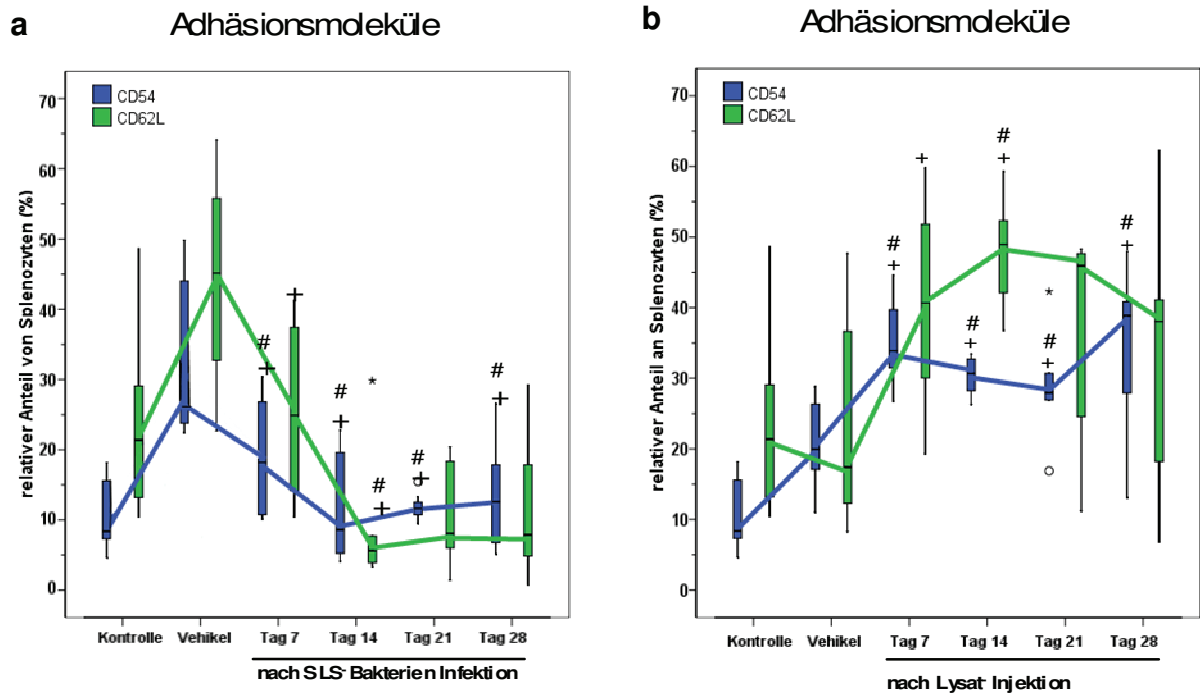 a
Adhäsionsmoleküle
CD54
CD62L
relativer Anteil von Splenozyten (%)
70
60
50
40
30
20
10
0
# + + # + * # + # + # +
Kontrolle Vehikel Tag 7 Tag 14 Tag 21 Tag 28
nach SLS- Bakterien Infektion
b
Adhäsionsmoleküle
CD54
CD62L
relativer Anteil an Splenozyten (%)
70
60
50
40
30
20
10
0
# + + # + # + * # + # +
Kontrolle Vehikel Tag 7 Tag 14 Tag 21 Tag 28
nach Lysat- Injektion